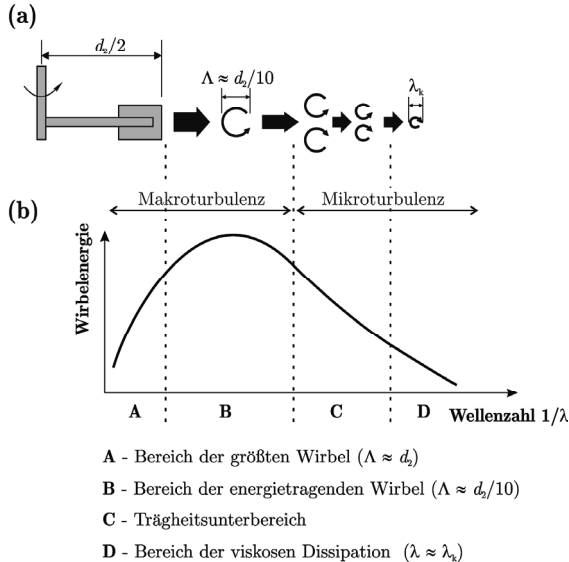 (a)
d₂/2
Λ ≈ d₂/10
λₖ
(b)
Makroturbulenz
Mikroturbulenz
Wirbelenergie
A
B
C
D
Wellenzahl 1/λ
A - Bereich der größten Wirbel (Λ ≈ d₂)
B - Bereich der energietragenden Wirbel (Λ ≈ d₂/10)
C - Trägheitsunterbereich
D - Bereich der viskosen Dissipation (λ ≈ λₖ)